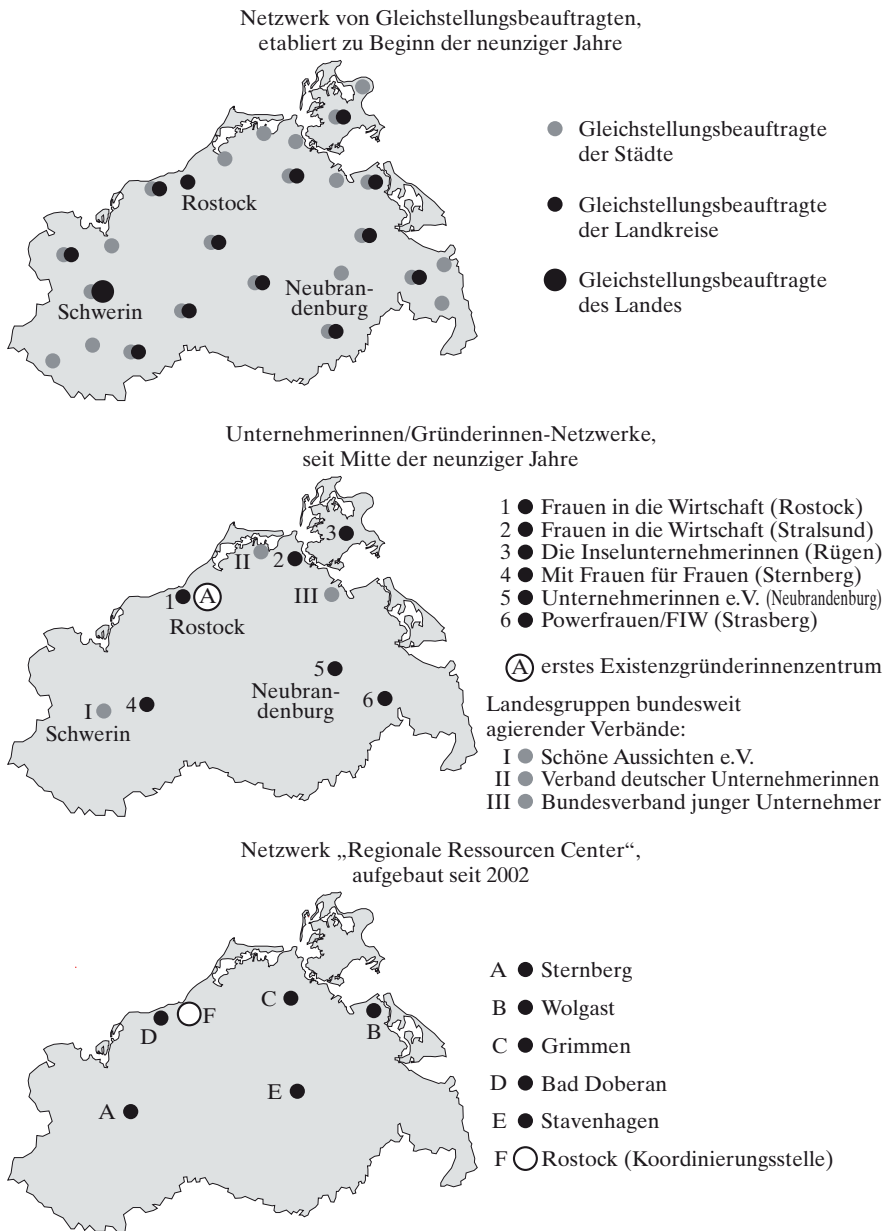 Netzwerk von Gleichstellungsbeauftragten,
etabliert zu Beginn der neunziger Jahre
Gleichstellungsbeauftragte
der Städte
Gleichstellungsbeauftragte
der Landkreise
Gleichstellungsbeauftragte
des Landes
Rostock
Schwerin
Neubran-
denburg
Unternehmerinnen/Gründerinnen-Netzwerke,
seit Mitte der neunziger Jahre
1 Frauen in die Wirtschaft (Rostock)
2 Frauen in die Wirtschaft (Stralsund)
3 Die Inselunternehmerinnen (Rügen)
4 Mit Frauen für Frauen (Sternberg)
5 Unternehmerinnen e.V. (Neubrandenburg)
6 Powerfrauen/FIW (Strasberg)
A erstes Existenzgründerinnenzentrum
Landesgruppen bundesweit
agierender Verbände:
I Schöne Aussichten e.V.
II Verband deutscher Unternehmerinnen
III Bundesverband junger Unternehmer
3
II
2
1 A
III
Rostock
5
Neubran-
denburg
6
4
I
Schwerin
Netzwerk „Regionale Ressourcen Center“,
aufgebaut seit 2002
A Sternberg
B Wolgast
C Grimmen
D Bad Doberan
E Stavenhagen
F Rostock (Koordinierungsstelle)
C
F
D
B
E
A